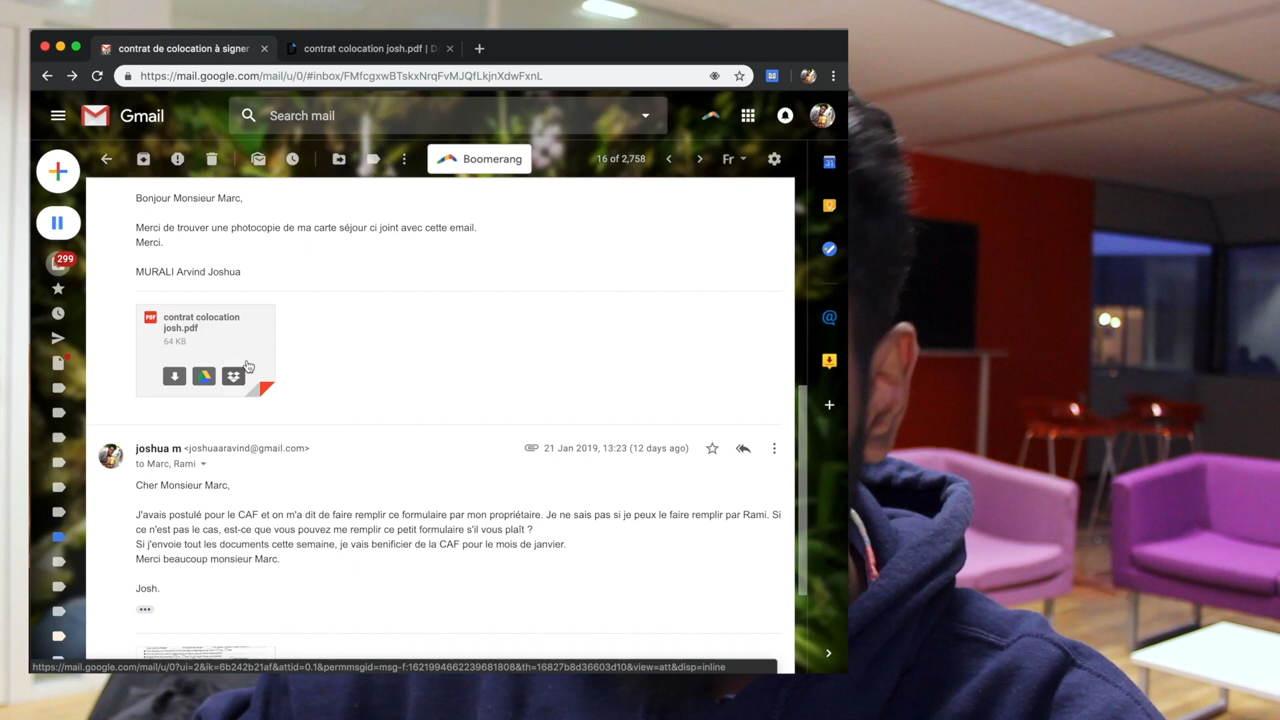 contrat de colocation à signer
contrat colocation josh.pdf | D
https://mail.google.com/mail/u/0/#inbox/FMfcgxwBTskxNrqFvMJQfLkjnXdwFxnL
Gmail
Search mail
Boomerang
16 of 2,758
Fr
31
299
Bonjour Monsieur Marc,
Merci de trouver une photocopie de ma carte séjour ci joint avec cette email.
Merci.
MURALI Arvind Joshua
PDF
contrat colocation
josh.pdf
64 KB
joshua m <joshuaaravind@gmail.com>
21 Jan 2019, 13:23 (12 days ago)
to Marc, Rami
Cher Monsieur Marc,
J'avais postulé pour le CAF et on m'a dit de faire remplir ce formulaire par mon propriétaire. Je ne sais pas si je peux le faire remplir par Rami. Si
ce n'est pas le cas, est-ce que vous pouvez me remplir ce petit formulaire s'il vous plaît ?
Si j'envoie tout les documents cette semaine, je vais benificier de la CAF pour le mois de janvier.
Merci beaucoup monsieur Marc.
Josh.
https://mail.google.com/mail/u/0?ui=2&ik=6b242b21af&attid=0.1&permmsgid=msg-f:1621994662239681808&th=16827b8d36603d10&view=att&disp=inline